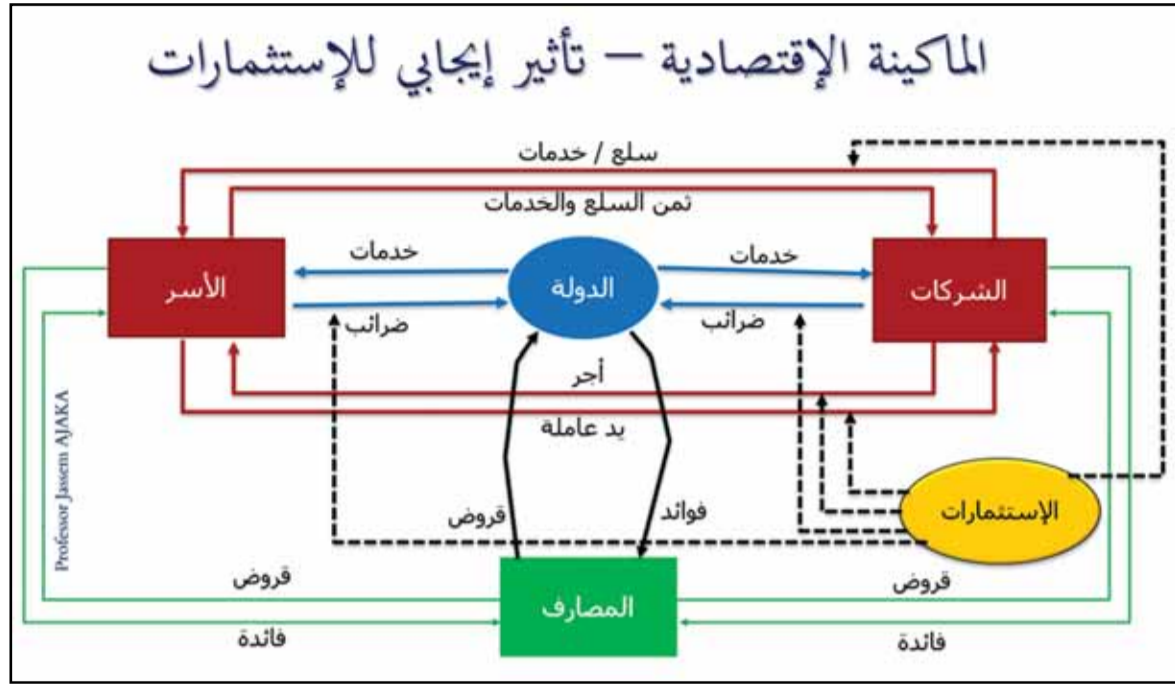 الماكينة الإقتصادية – تأثير إيجابي للإستثمارات
سلع / خدمات
ثمن السلع والخدمات
خدمات
خدمات
الشركات
الدولة
الأسر
ضرائب
ضرائب
أجر
يد عاملة
الإستثمارات
فوائد
قروض
قروض
قروض
المصارف
فائدة
فائدة
Professor Jassem AJAKA